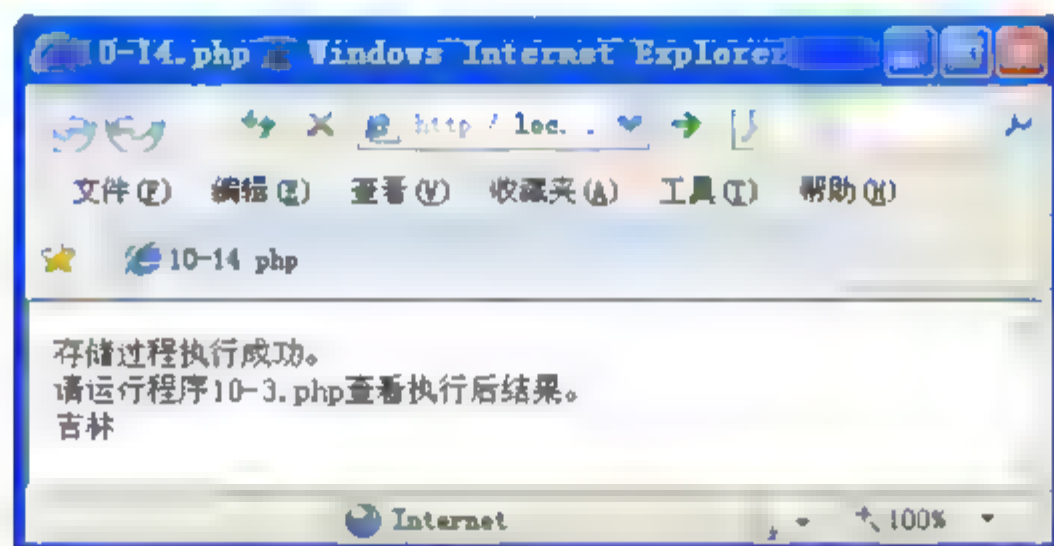 10-14.php Windows Internet Explorer
http / loc. .
文件(F) 编辑(E) 查看(V) 收藏夹(A) 工具(T) 帮助(H)
10-14 php
存储过程执行成功。
请运行程序10-3.php查看执行后结果。
吉林
Internet
100%